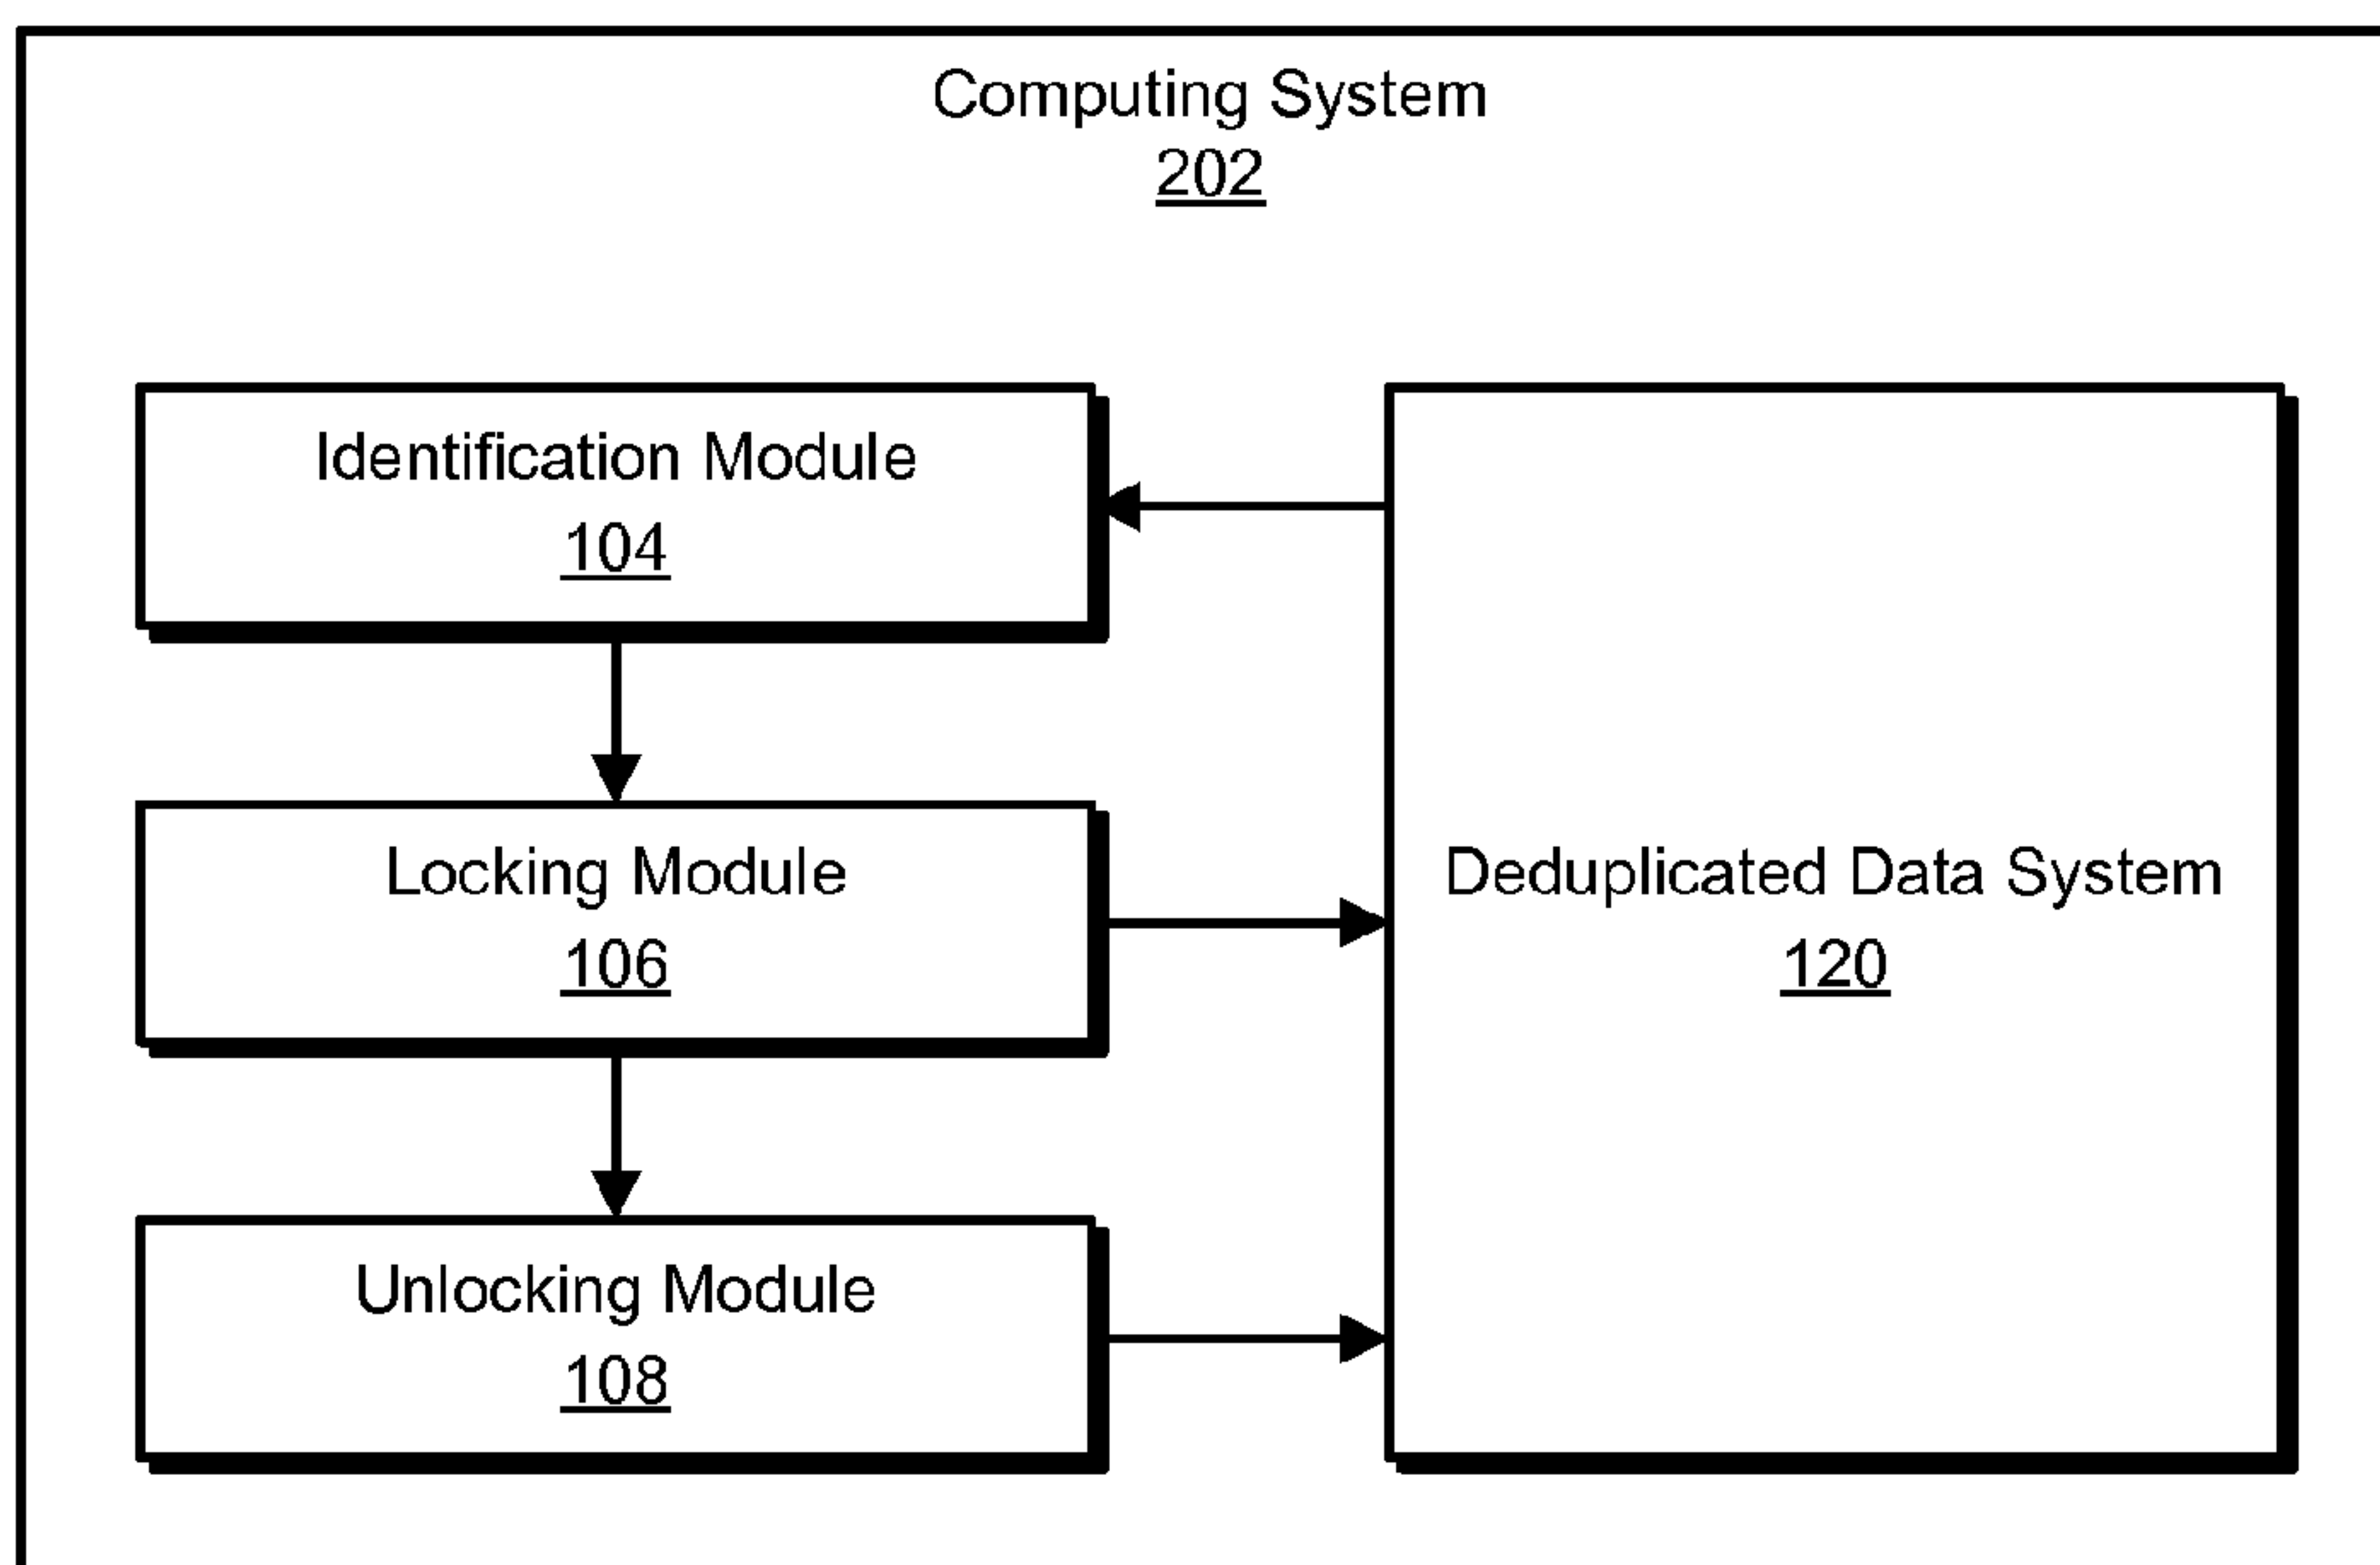 Computing System
202
Identification Module
104
Locking Module
106
Deduplicated Data System
120
Unlocking Module
108